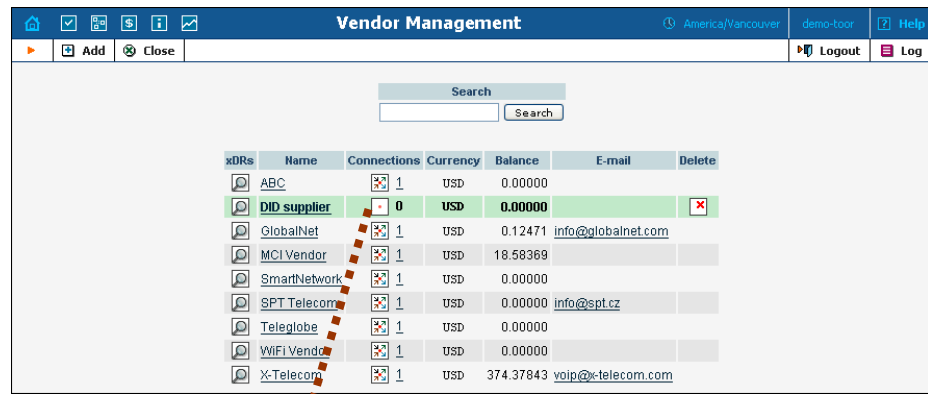 Vendor Management America/Vancouver demo-toor ? Help
Add Close Logout Log
Search
Search
xDRs Name Connections Currency Balance E-mail Delete
ABC 1 USD 0.00000
DID supplier 0 USD 0.00000
GlobalNet 1 USD 0.12471 info@globalnet.com
MCI Vendor 1 USD 18.58369
SmartNetwork 1 USD 0.00000
SPT Telecom 1 USD 0.00000 info@spt.cz
Teleglobe 1 USD 0.00000
WiFi Vendor 1 USD 0.00000
X-Telecom 1 USD 374.37843 voip@x-telecom.com